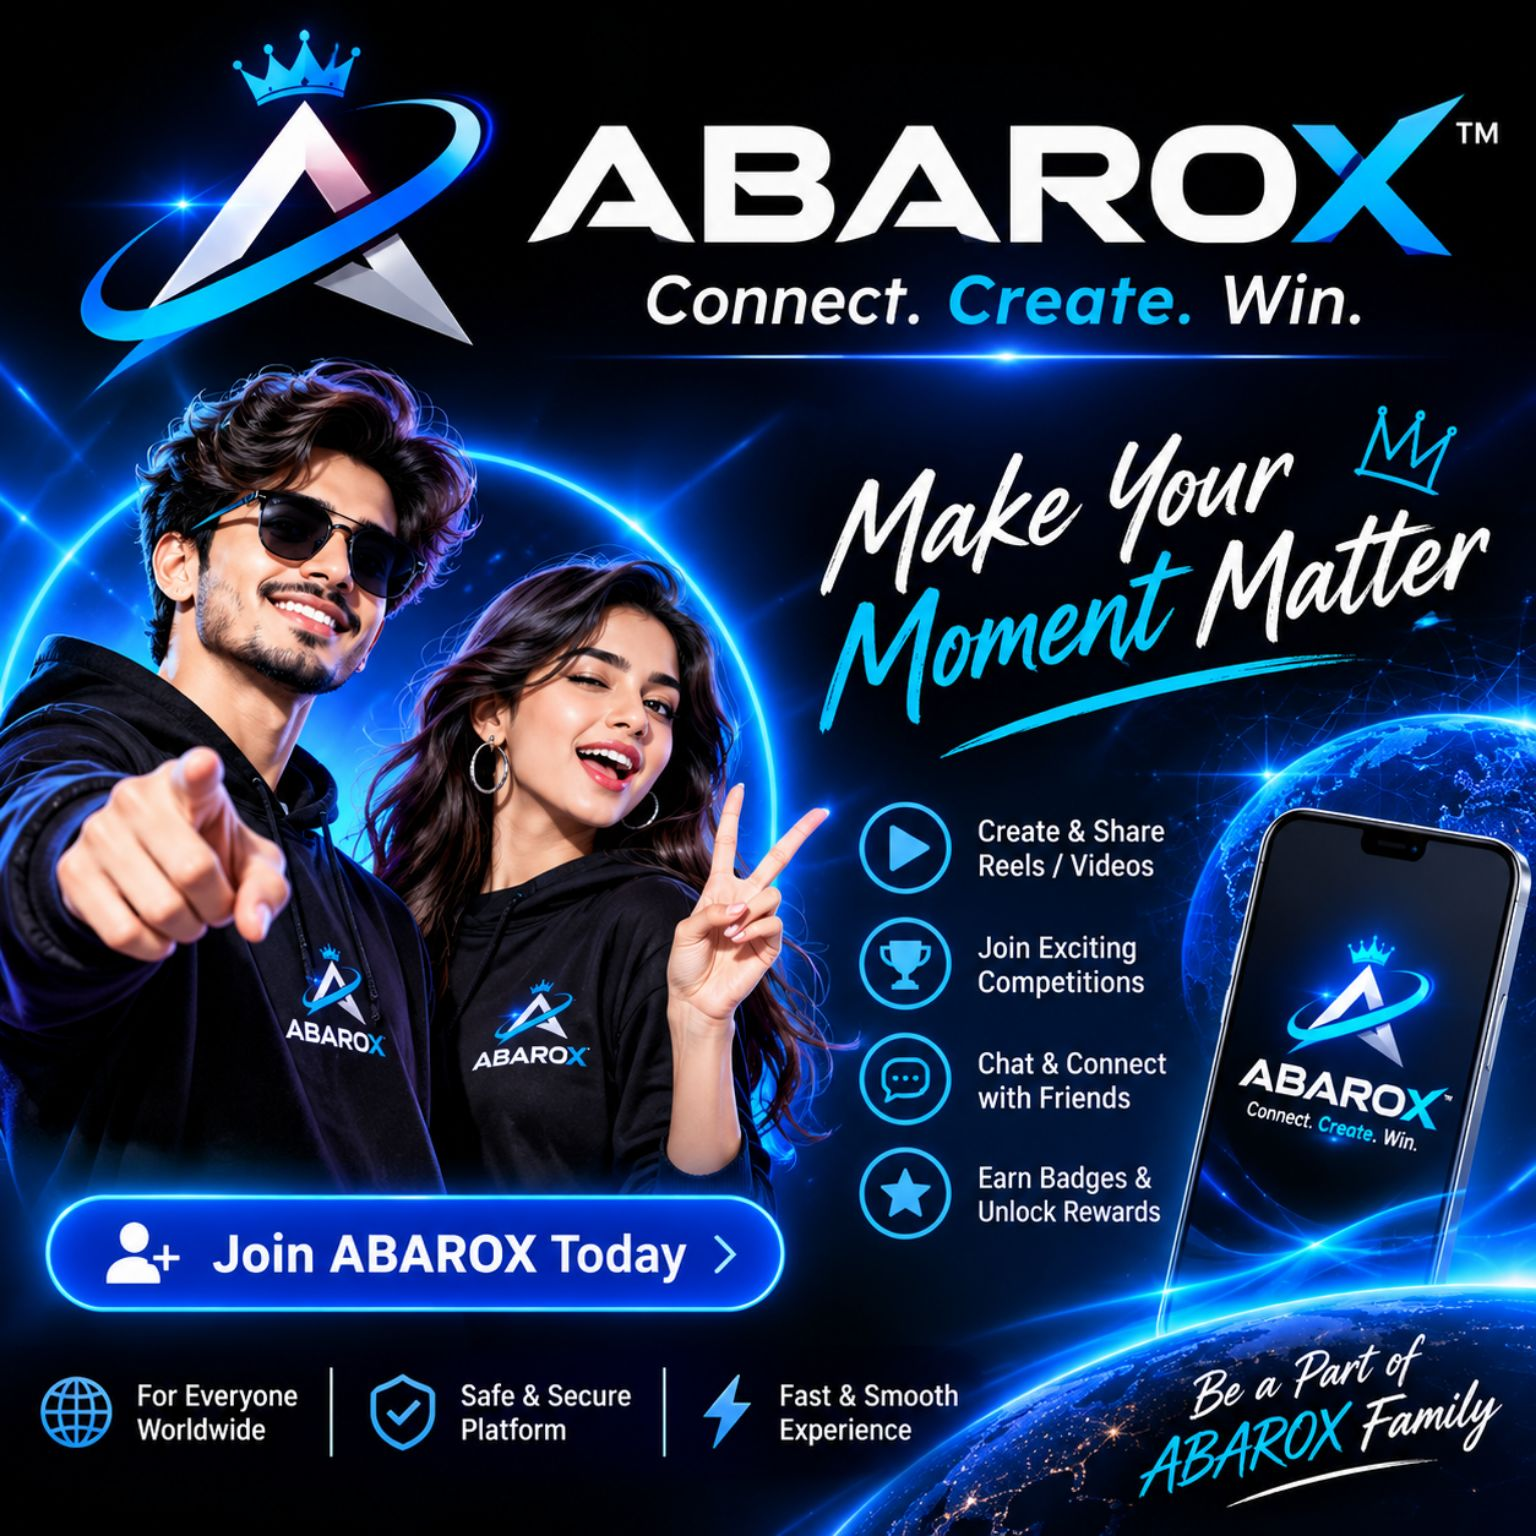 ABAROX™
Connect. Create. Win.
Make Your
Moment Matter
Create & Share
Reels / Videos
Join Exciting
Competitions
Chat & Connect
with Friends
Earn Badges &
Unlock Rewards
ABAROX
ABAROX
ABAROX™
Connect. Create. Win.
Join ABAROX Today
For Everyone
Worldwide
Safe & Secure
Platform
Fast & Smooth
Experience
Be a Part of
ABAROX Family